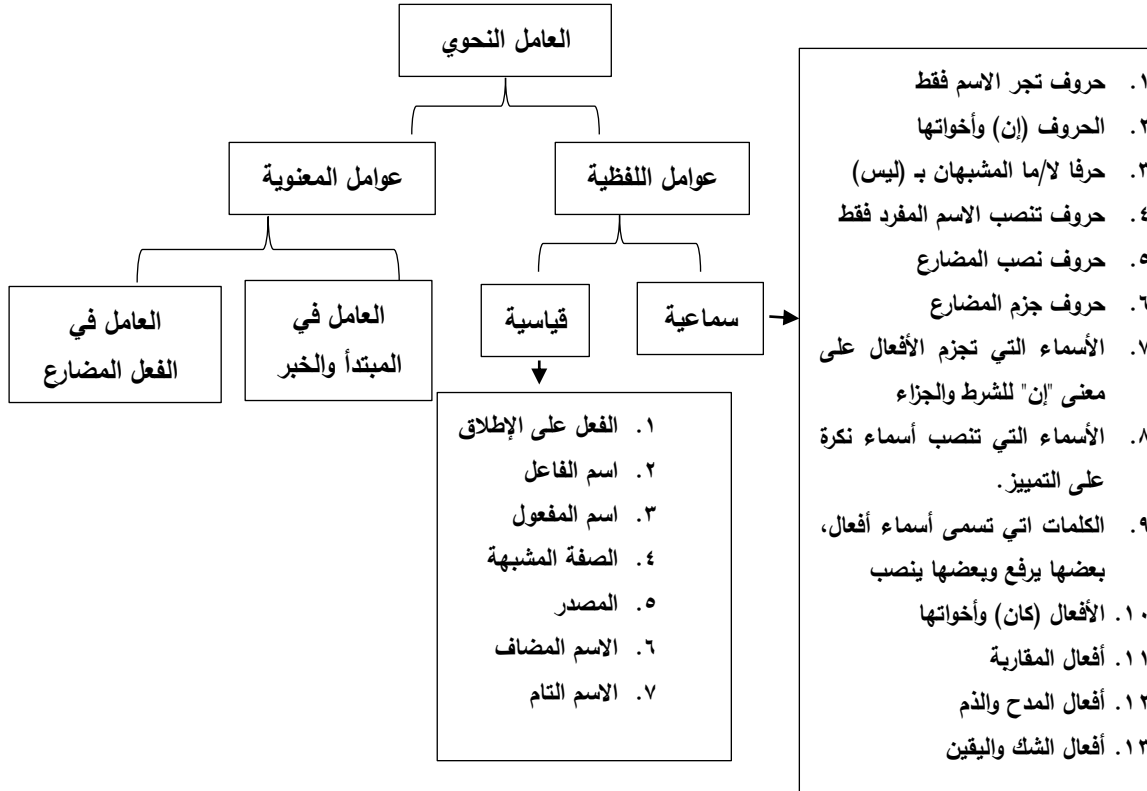 العامل النحوي
عوامل اللفظية
عوامل المعنوية
سماعية
قياسية
العامل في
المبتدأ والخبر
العامل في
الفعل المضارع
١. حروف تجر الاسم فقط
٢. الحروف (إن) وأخواتها
٣. حرفا لا/ما المشبهان بـ (ليس)
٤. حروف تنصب الاسم المفرد فقط
٥. حروف نصب المضارع
٦. حروف جزم المضارع
٧. الأسماء التي تجزم الأفعال على
معنى "إن" للشرط والجزاء
٨. الأسماء التي تنصب أسماء نكرة
على التمييز.
٩. الكلمات اتي تسمى أسماء أفعال،
بعضها يرفع وبعضها ينصب
١٠. الأفعال (كان) وأخواتها
١١. أفعال المقاربة
١٢. أفعال المدح والذم
١٣. أفعال الشك واليقين
١. الفعل على الإطلاق
٢. اسم الفاعل
٣. اسم المفعول
٤. الصفة المشبهة
٥. المصدر
٦. الاسم المضاف
٧. الاسم التام